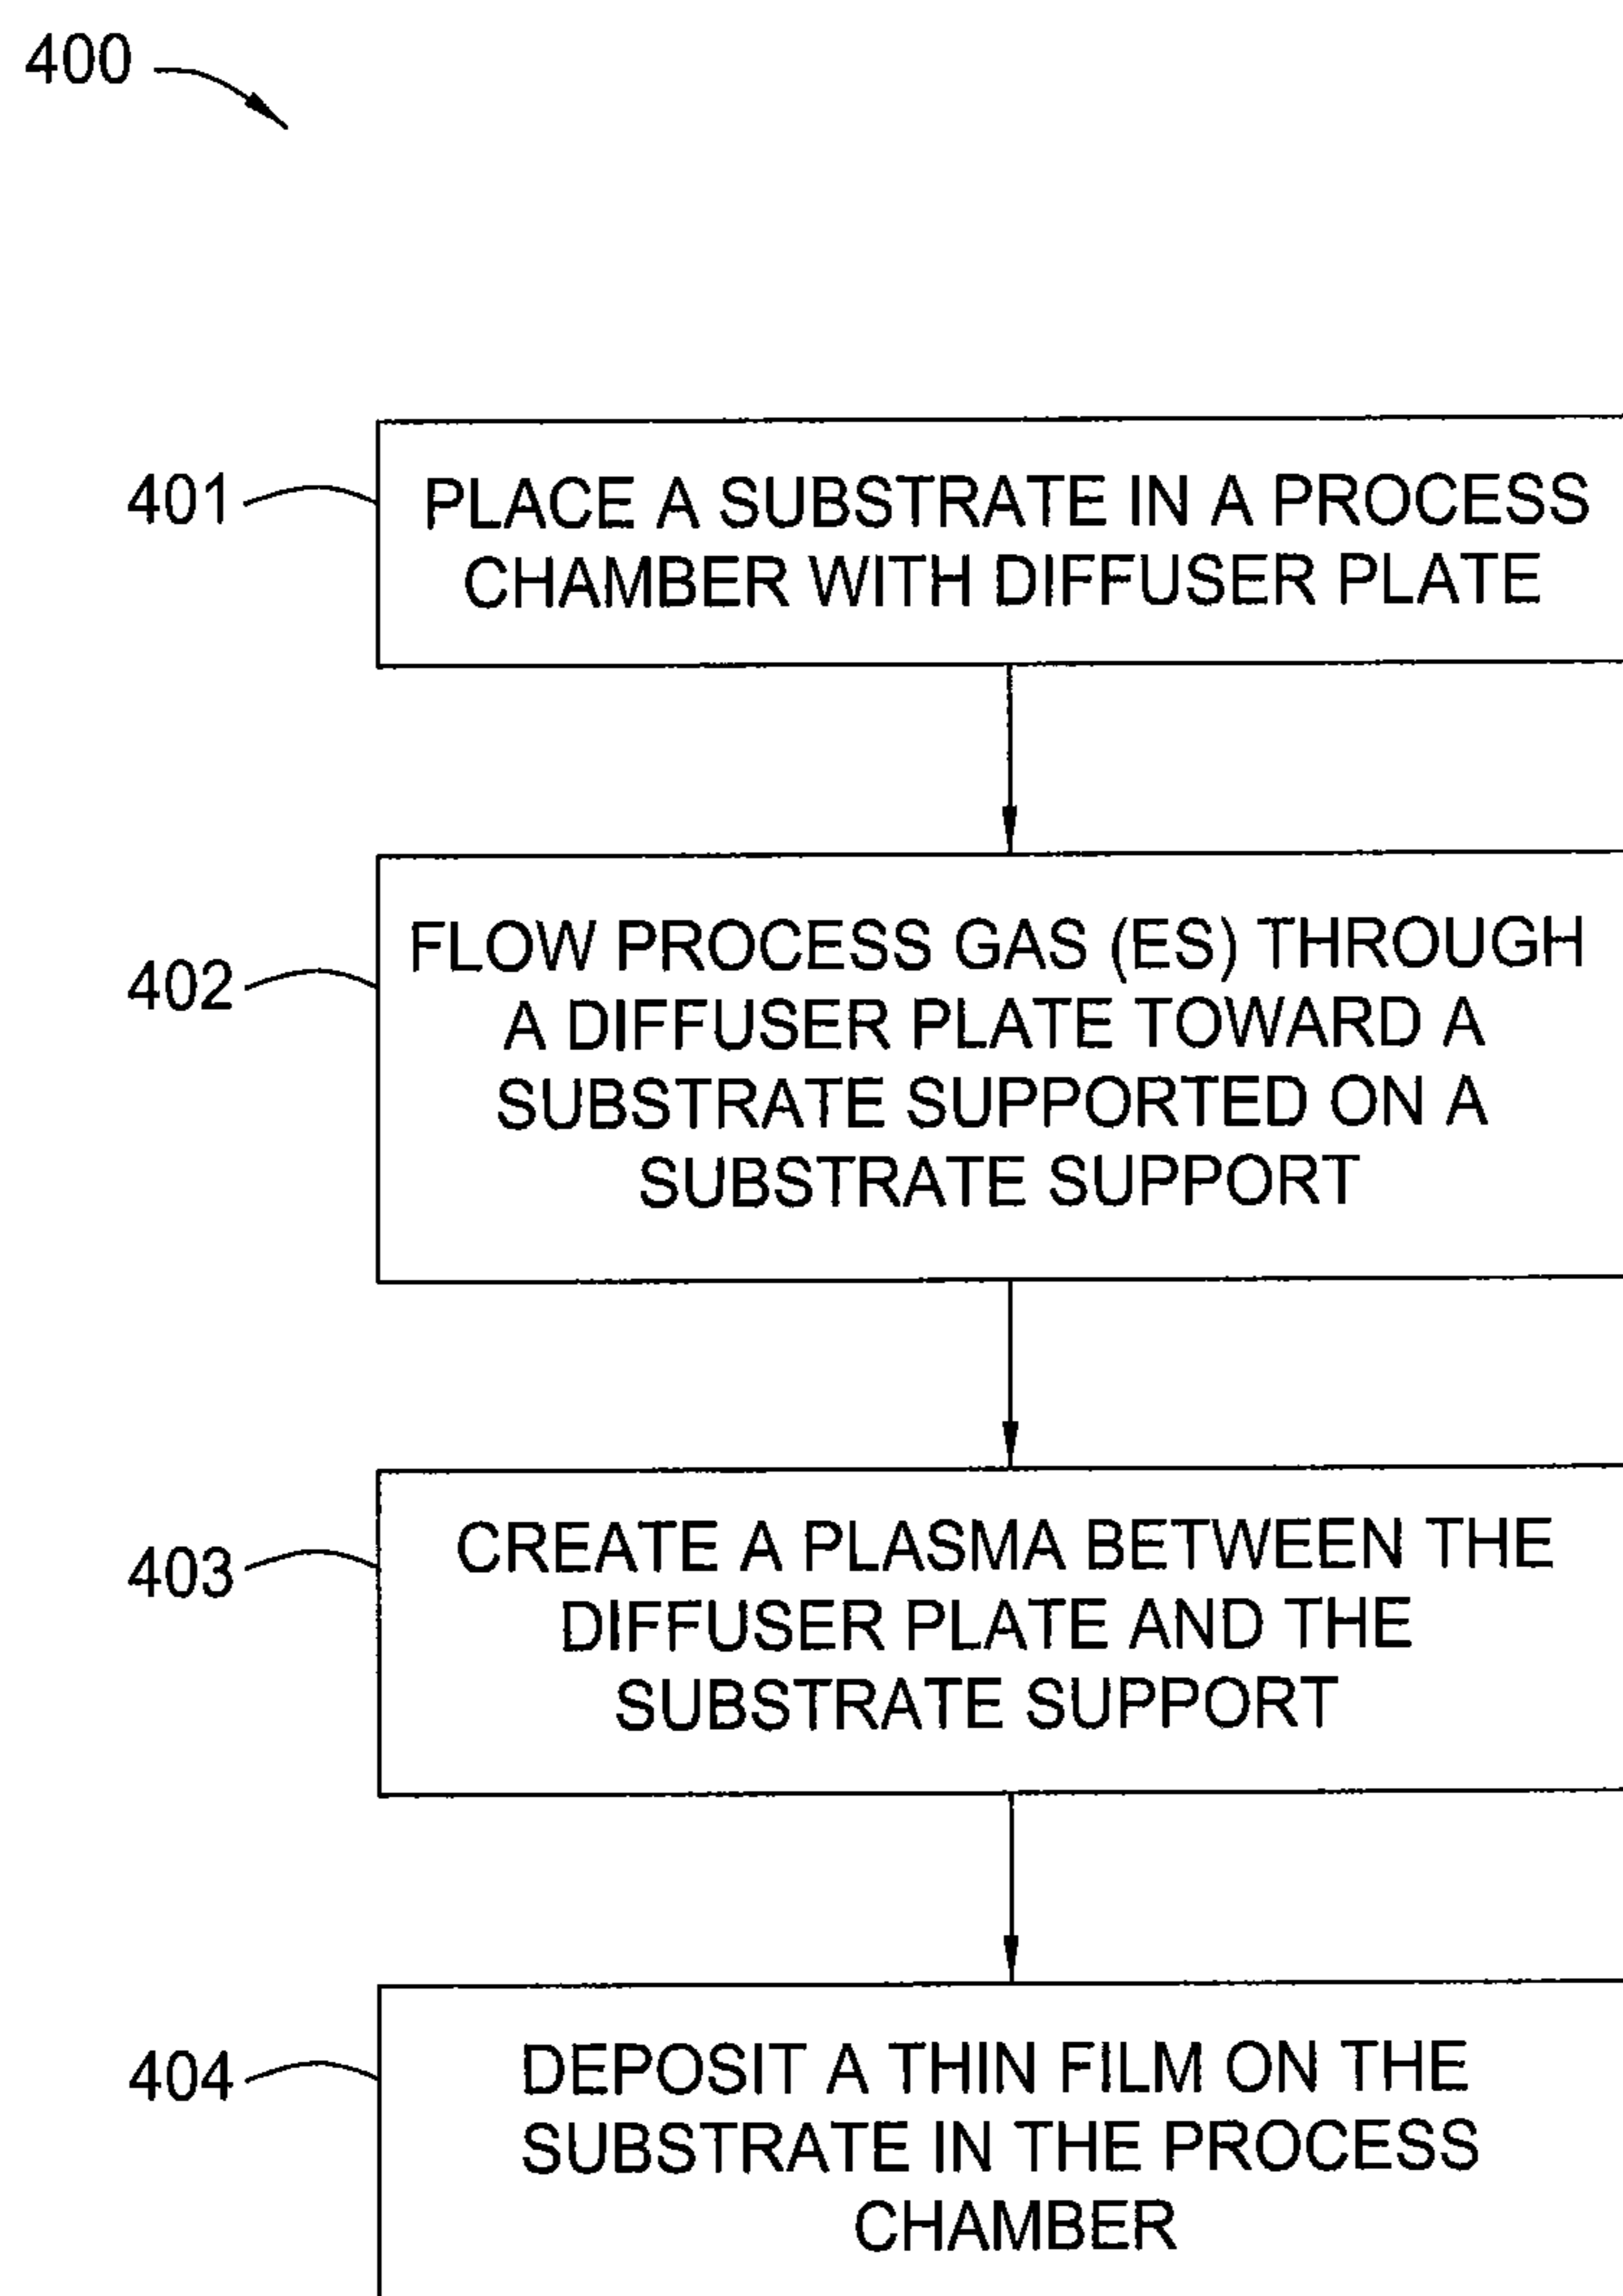 400
401
PLACE A SUBSTRATE IN A PROCESS
CHAMBER WITH DIFFUSER PLATE
402
FLOW PROCESS GAS (ES) THROUGH
A DIFFUSER PLATE TOWARD A
SUBSTRATE SUPPORTED ON A
SUBSTRATE SUPPORT
403
CREATE A PLASMA BETWEEN THE
DIFFUSER PLATE AND THE
SUBSTRATE SUPPORT
404
DEPOSIT A THIN FILM ON THE
SUBSTRATE IN THE PROCESS
CHAMBER